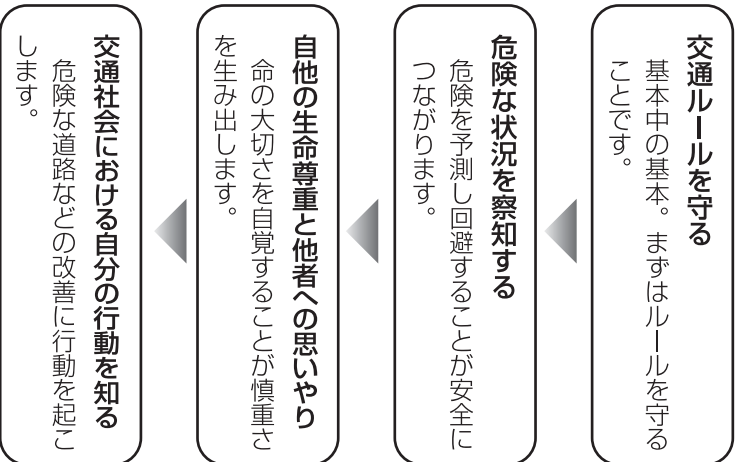 交通ルールを守る
基本中の基本。まずはルールを守る
ことです。
危険な状況を察知する
危険を予測し回避することが安全に
つながります。
自他の生命尊重と他者への思いやり
命の大切さを自覚することが慎重さ
を生み出します。
交通社会における自分の行動を知る
危険な道路などの改善に行動を起こ
します。